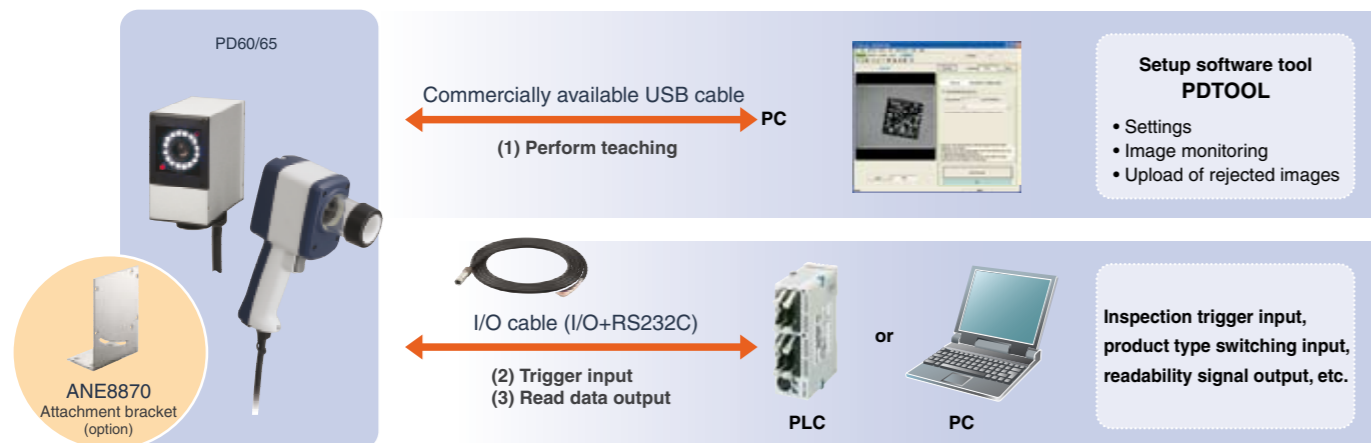 PD60/65
ANE8870
Attachment bracket
(option)
Commercially available USB cable
PC
(1) Perform teaching
Setup software tool
PDTOOL
• Settings
• Image monitoring
• Upload of rejected images
I/O cable (I/O+RS232C)
(2) Trigger input
(3) Read data output
PLC
or
PC
Inspection trigger input,
product type switching input,
readability signal output, etc.